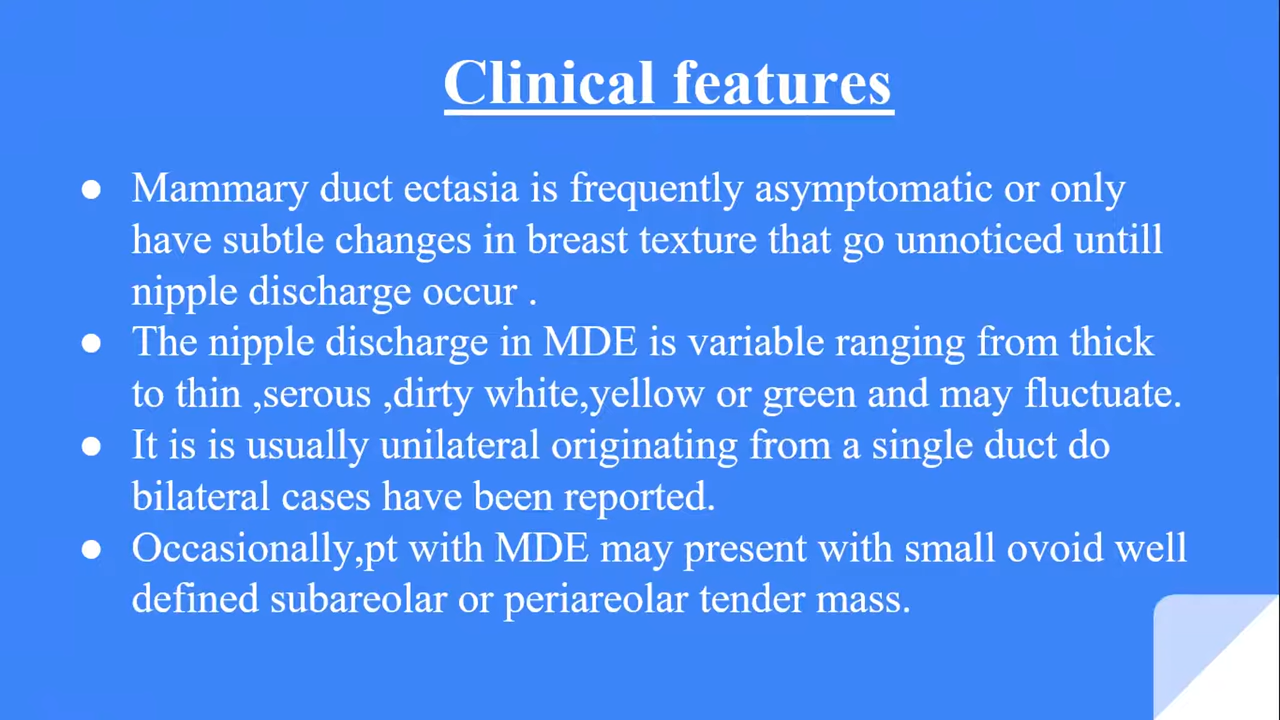 Clinical features
● Mammary duct ectasia is frequently asymptomatic or only
have subtle changes in breast texture that go unnoticed untill
nipple discharge occur .
● The nipple discharge in MDE is variable ranging from thick
to thin ,serous ,dirty white,yellow or green and may fluctuate.
● It is is usually unilateral originating from a single duct do
bilateral cases have been reported.
● Occasionally,pt with MDE may present with small ovoid well
defined subareolar or periareolar tender mass.